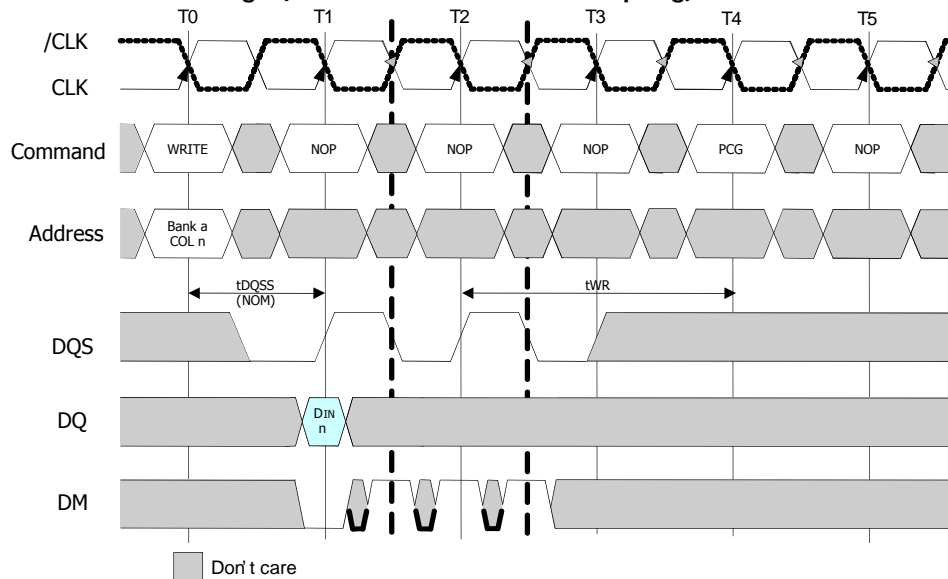 T0 T1 T2 T3 T4 T5
/CLK
CLK
Command WRITE NOP NOP NOP PCG NOP
Address Bank a
COL n
tDQSS
(NOM)
tWR
DQS
DQ DIN
n
DM
Don't care